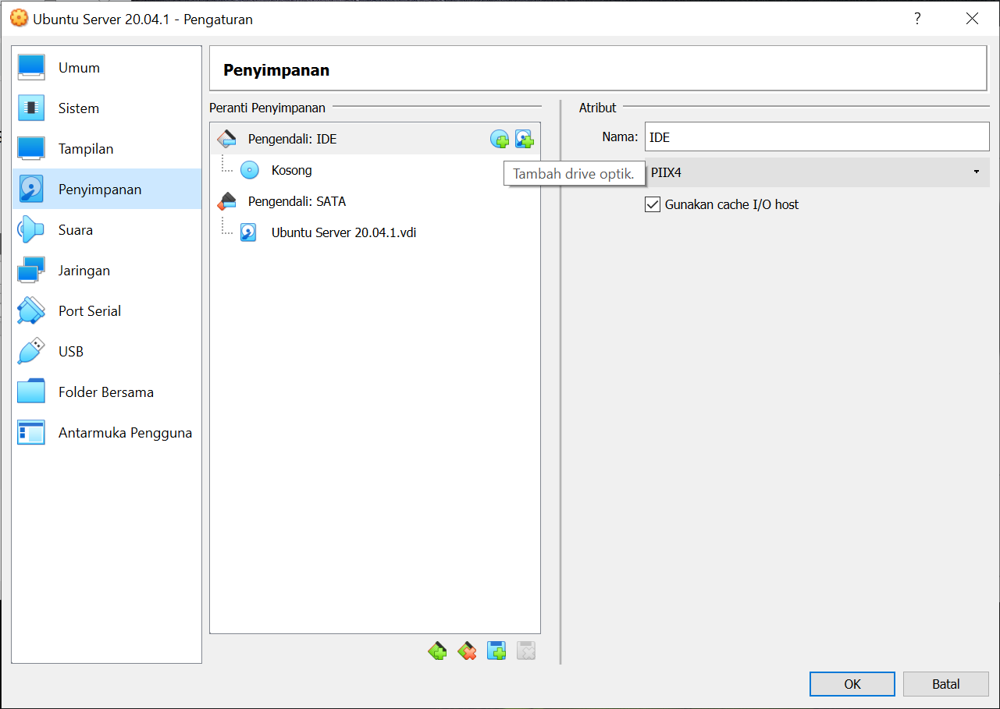 Ubuntu Server 20.04.1 - Pengaturan
?
Umum
Sistem
Tampilan
Penyimpanan
Suara
Jaringan
Port Serial
USB
Folder Bersama
Antarmuka Pengguna
Penyimpanan
Peranti Penyimpanan
Pengendali: IDE
Kosong
Pengendali: SATA
Ubuntu Server 20.04.1.vdi
Tambah drive optik.
Atribut
Nama: IDE
PIIX4
Gunakan cache I/O host
OK
Batal